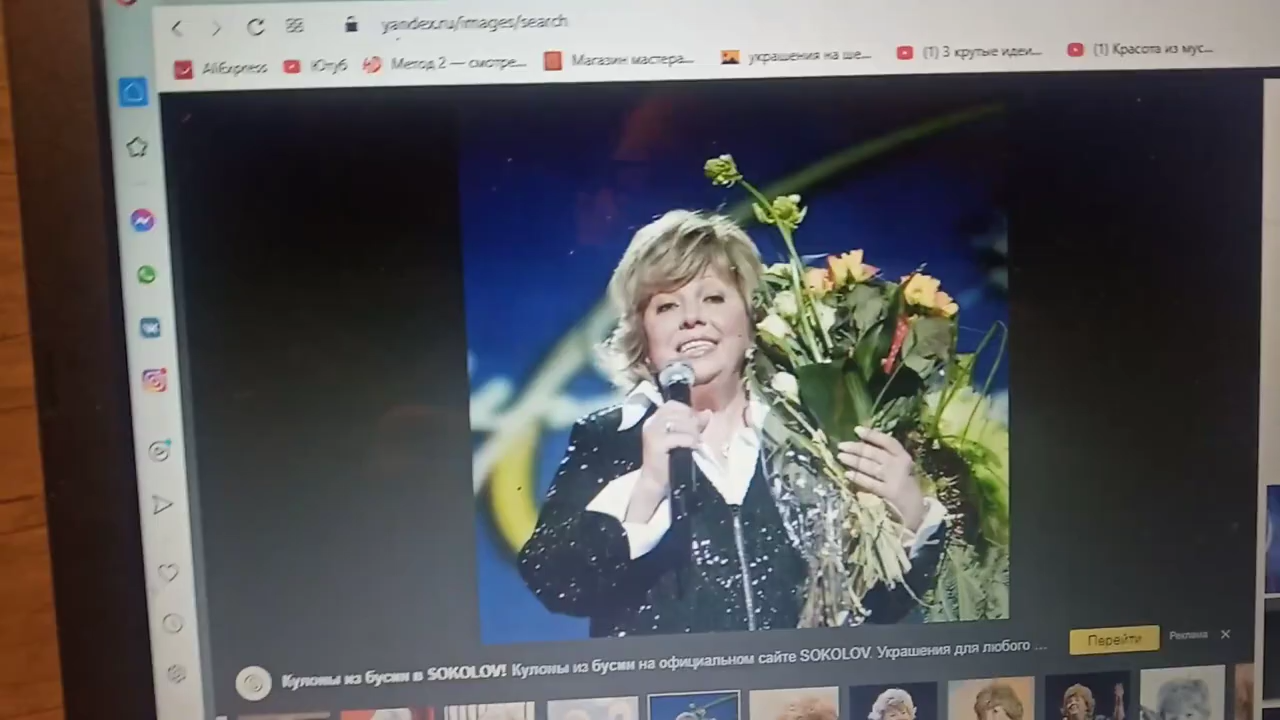 yandex.ru/images/search
AliExpress
Ютуб
Метод 2 — смотре...
Магазин мастера...
украшения на ше...
(1) 3 крутые идеи...
(1) Красота из мус...
Перейти
Реклама
Кулоны из бусин в SOKOLOV! Кулоны из бусин на официальном сайте SOKOLOV. Украшения для любого ...